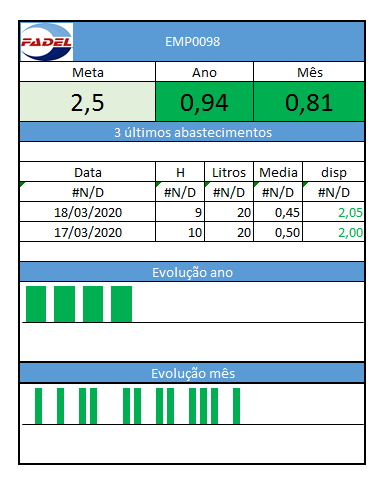 FADEL
EMP0098
Meta Ano Mês
2,5 0,94 0,81
3 últimos abastecimentos
Data H Litros Media disp
#N/D #N/D #N/D #N/D #N/D
18/03/2020 9 20 0,45 2,05
17/03/2020 10 20 0,50 2,00
Evolução ano
Evolução mês